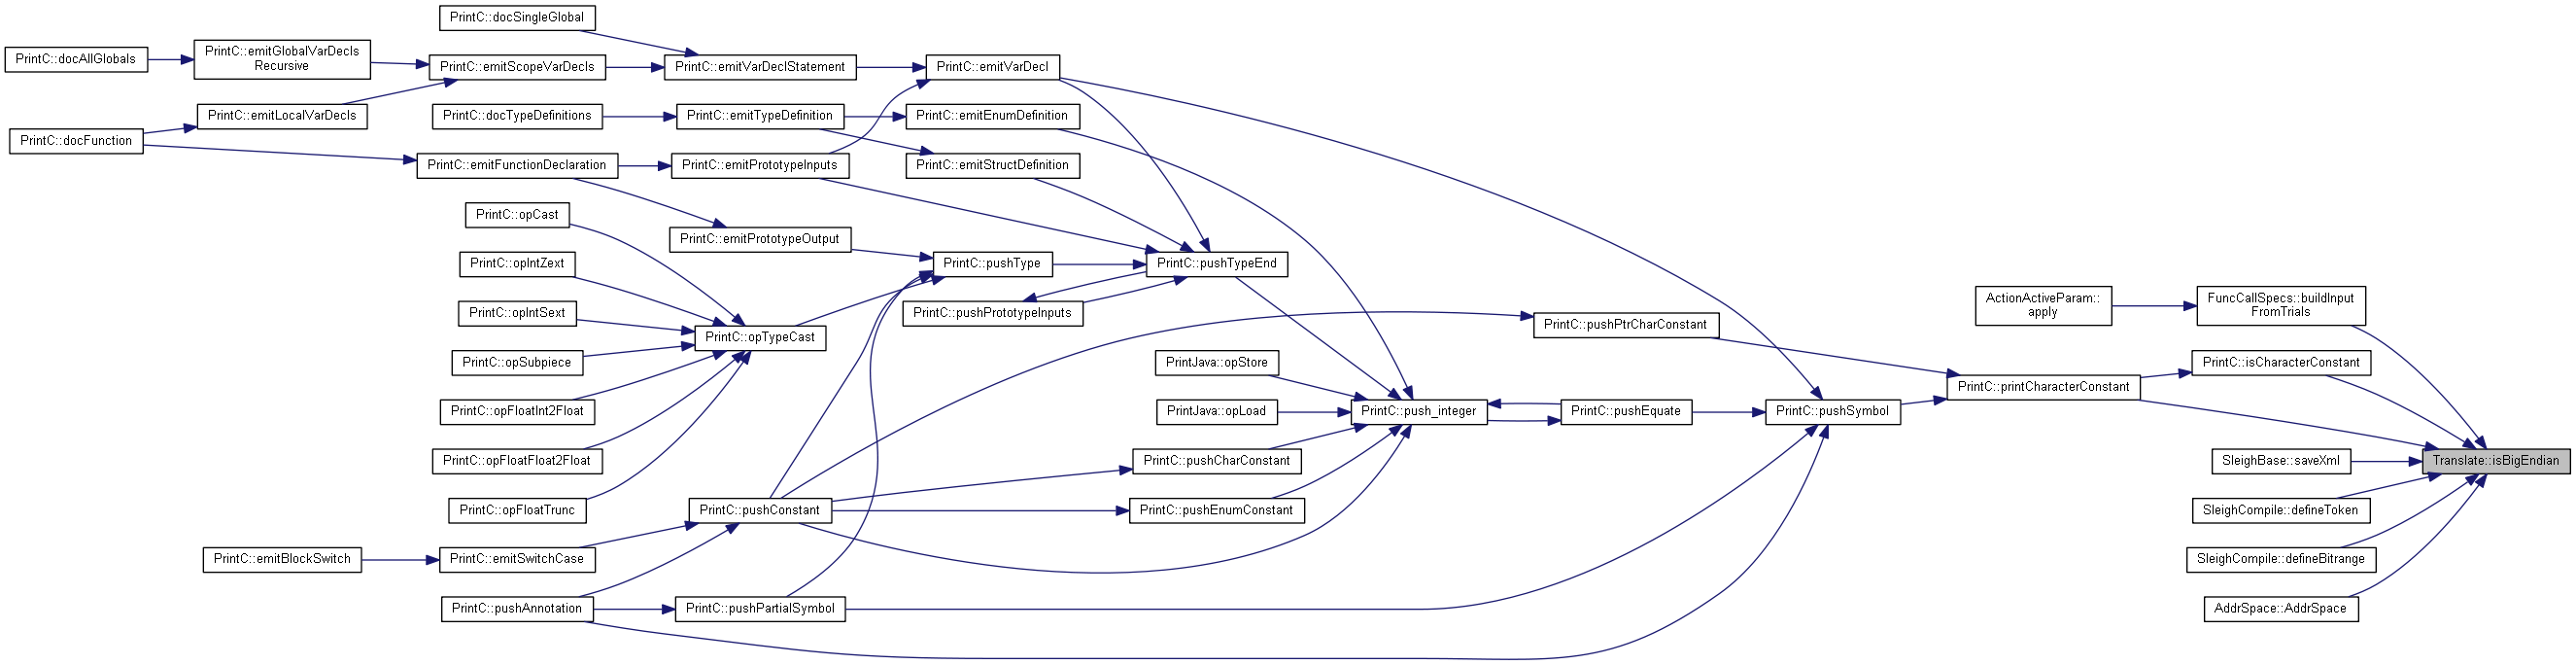 PrintC::docSingleGlobal
PrintC::docAllGlobals
PrintC::emitGlobalVarDecls
Recursive
PrintC::emitScopeVarDecls
PrintC::emitVarDeclStatement
PrintC::emitVarDecl
PrintC::emitLocalVarDecls
PrintC::docTypeDefinitions
PrintC::emitTypeDefinition
PrintC::emitEnumDefinition
PrintC::docFunction
PrintC::emitFunctionDeclaration
PrintC::emitPrototypeInputs
PrintC::emitStructDefinition
PrintC::opCast
PrintC::emitPrototypeOutput
PrintC::opIntZext
PrintC::pushType
PrintC::pushTypeEnd
PrintC::opIntSext
PrintC::pushPrototypeInputs
ActionActiveParam::
apply
FuncCallSpecs::buildInput
FromTrials
PrintC::opTypeCast
PrintC::pushPtrCharConstant
PrintC::opSubpiece
PrintJava::opStore
PrintC::isCharacterConstant
PrintC::printCharacterConstant
PrintC::opFloatInt2Float
PrintJava::opLoad
PrintC::push_integer
PrintC::pushEquate
PrintC::pushSymbol
PrintC::opFloatFloat2Float
PrintC::pushCharConstant
SleighBase::saveXml
Translate::isBigEndian
PrintC::opFloatTrunc
PrintC::pushConstant
PrintC::pushEnumConstant
SleighCompile::defineToken
PrintC::emitBlockSwitch
PrintC::emitSwitchCase
SleighCompile::defineBitrange
PrintC::pushAnnotation
PrintC::pushPartialSymbol
AddrSpace::AddrSpace